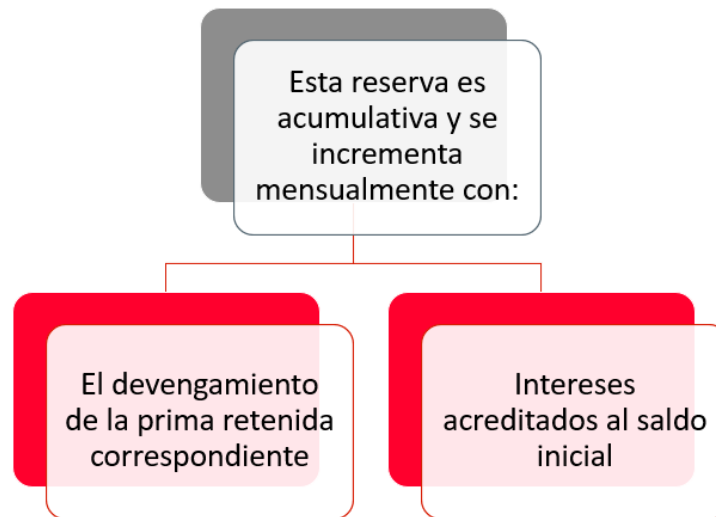 Esta reserva es
acumulativa y se
incrementa
mensualmente con:
El devengamiento
de la prima retenida
correspondiente
Intereses
acreditados al saldo
inicial